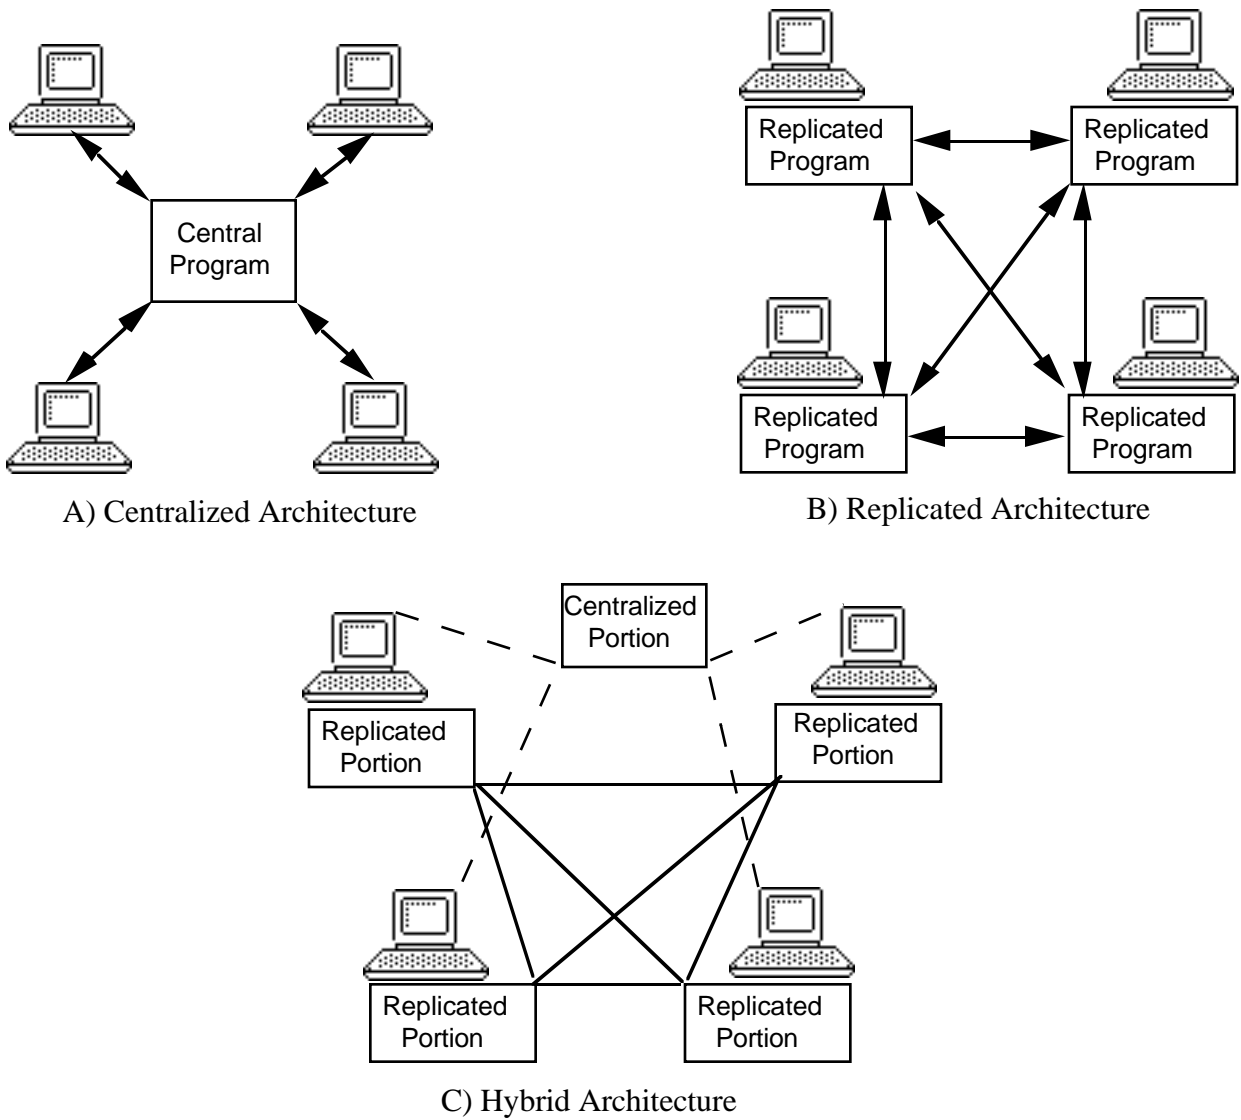 Replicated
Program
Replicated
Program
Central
Program
Replicated
Program
Replicated
Program
A) Centralized Architecture
B) Replicated Architecture
Centralized
Portion
Replicated
Portion
Replicated
Portion
Replicated
Portion
Replicated
Portion
C) Hybrid Architecture